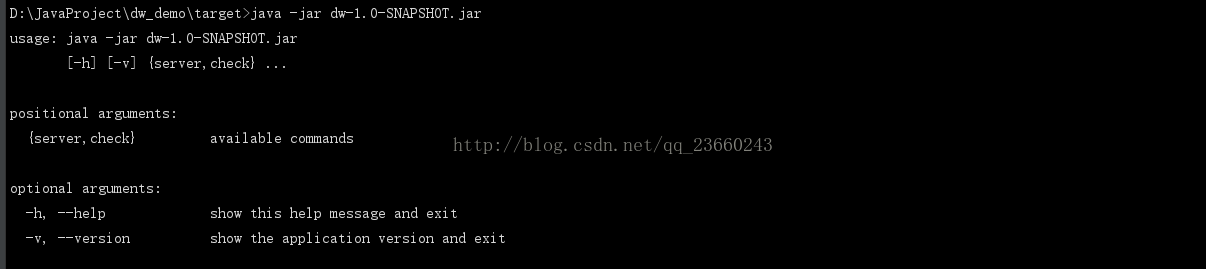 D:\JavaProject\dw_demo\target>java -jar dw-1.0-SNAPSHOT.jar
usage: java -jar dw-1.0-SNAPSHOT.jar
       [-h] [-v] {server,check} ...
positional arguments:
  {server,check}         available commands
http://blog.csdn.net/qq_23660243
optional arguments:
  -h, --help             show this help message and exit
  -v, --version          show the application version and exit